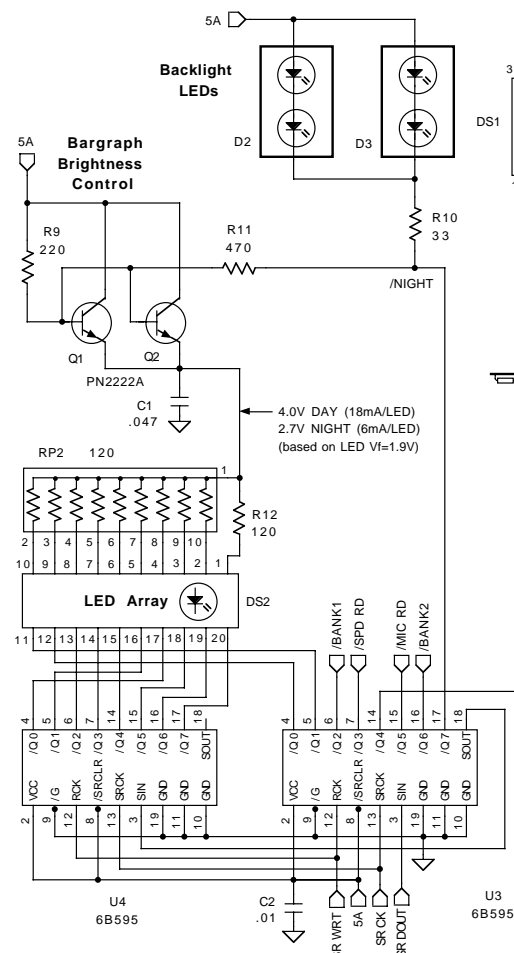 5A
Backlight
LEDs
D2
D3
DS1
3
5A
Bargraph
Brightness
Control
R9
220
R11
470
R10
33
/NIGHT
Q1
Q2
PN2222A
C1
.047
4.0V DAY (18mA/LED)
2.7V NIGHT (6mA/LED)
(based on LED Vf=1.9V)
RP2 120
1
R12
120
2 3 4 5 6 7 8 9 10
10 9 8 7 6 5 4 3 2 1
LED Array
DS2
11 12 13 14 15 16 17 18 19 20
/BANK1
/SPD RD
/MIC RD
/BANK2
4 5 6 7 14 15 16 17 18
/Q0 /Q1 /Q2 /Q3 /Q4 /Q5 /Q6 /Q7 SOUT
VCC /G RCK /SRCLR SRCK SIN GND GND GND
2 9 12 8 13 3 19 11 10
4 5 6 7 14 15 16 17 18
/Q0 /Q1 /Q2 /Q3 /Q4 /Q5 /Q6 /Q7 SOUT
VCC /G RCK /SRCLR SRCK SIN GND GND GND
2 9 12 8 13 3 19 11 10
U4
6B595
C2
.01
SR WRT
5A
SR CK
SR DOUT
U3
6B595